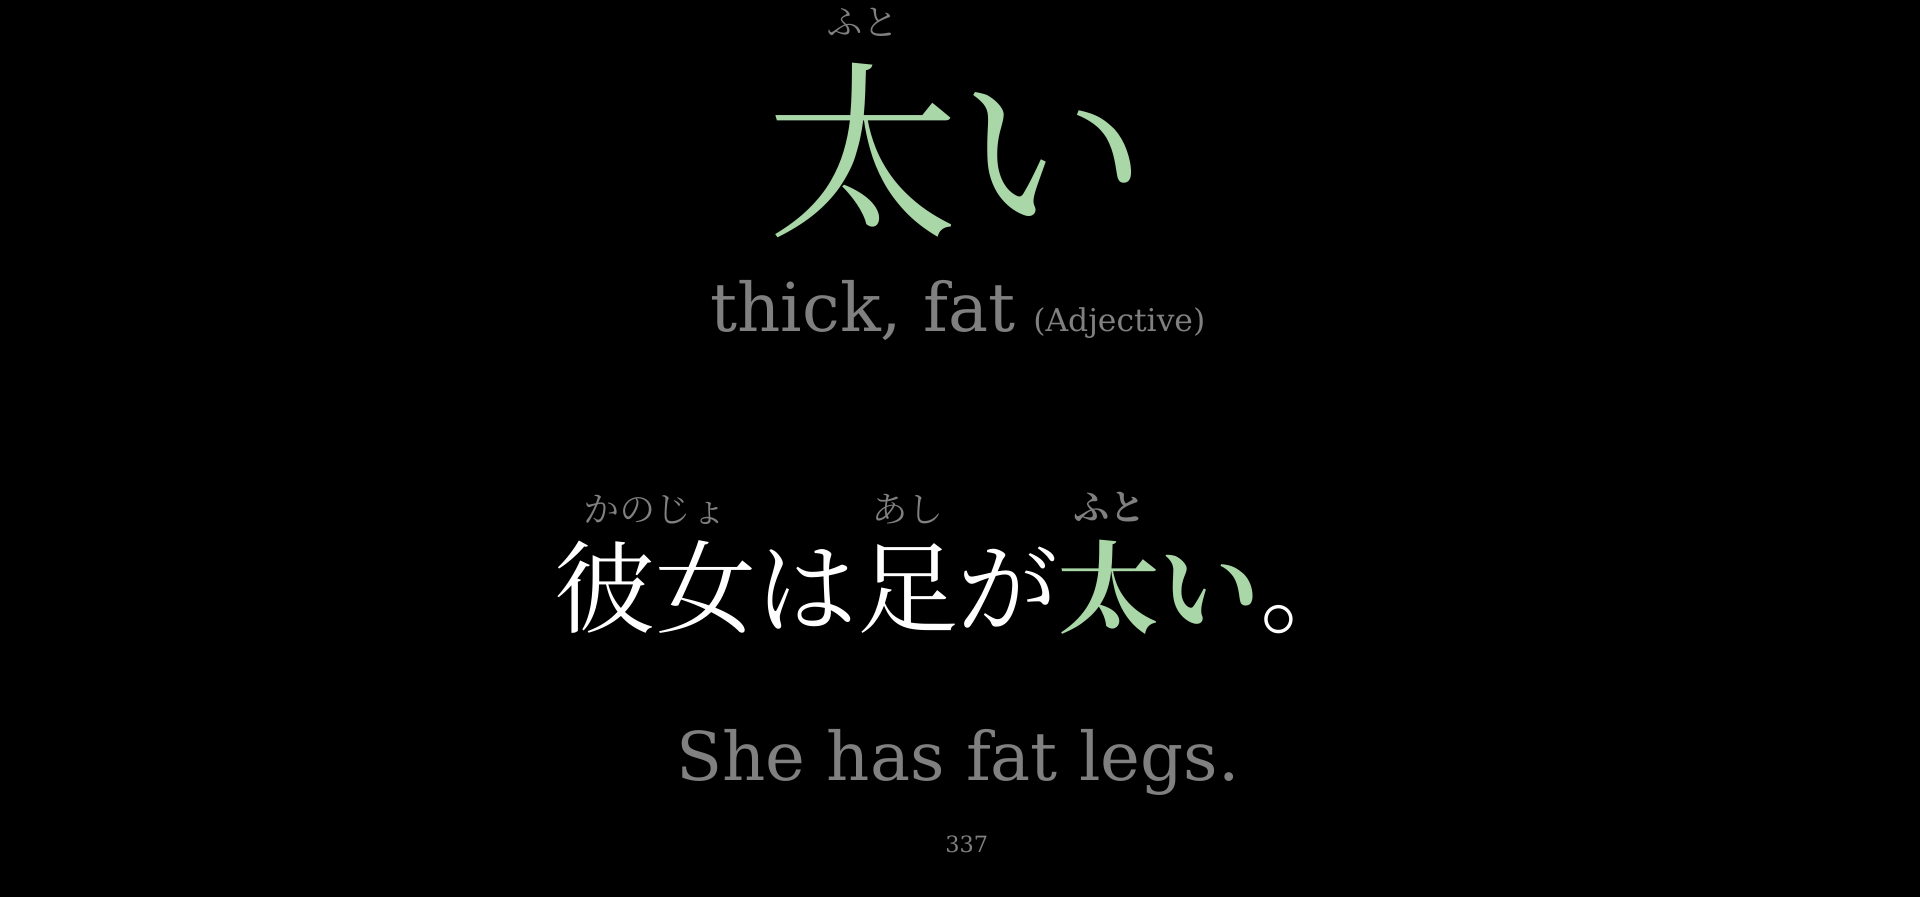 ふと
太い
thick, fat (Adjective)
かのじょ あし ふと
彼女は足が太い。
She has fat legs.
337